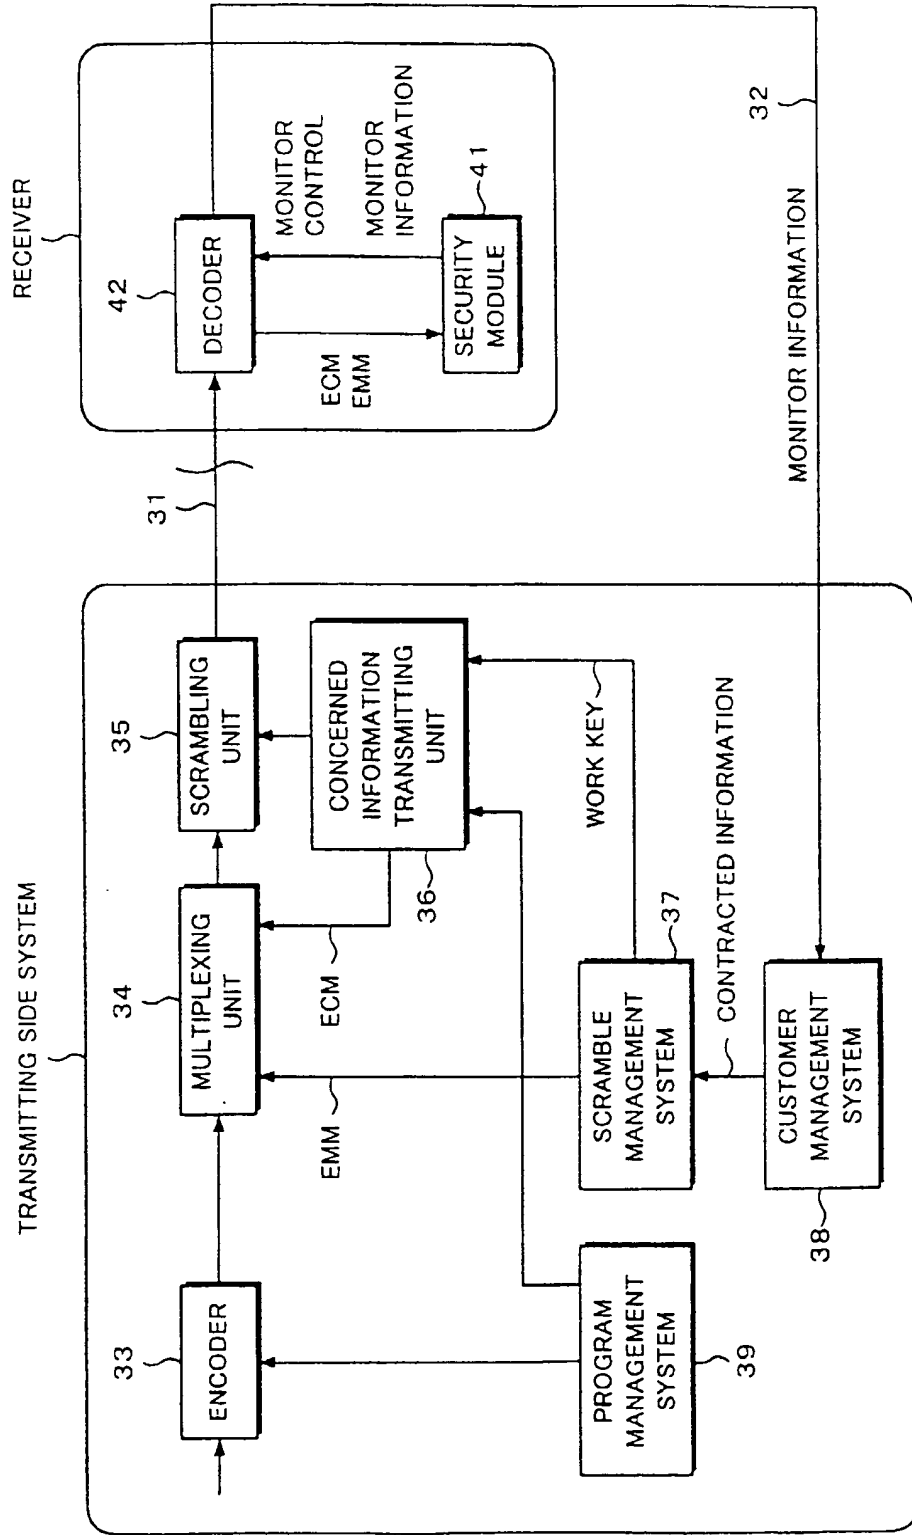 TRANSMITTING SIDE SYSTEM
RECEIVER
33
ENCODER
34
MULTIPLEXING
UNIT
35
SCRAMBLING
UNIT
31
42
DECODER
EMM
ECM
36
CONCERNED
INFORMATION
TRANSMITTING
UNIT
ECM
EMM
MONITOR
CONTROL
MONITOR
INFORMATION
SECURITY
MODULE
41
PROGRAM
MANAGEMENT
SYSTEM
39
SCRAMBLE
MANAGEMENT
SYSTEM
37
WORK KEY
CONTRACTED INFORMATION
38
CUSTOMER
MANAGEMENT
SYSTEM
MONITOR INFORMATION
32